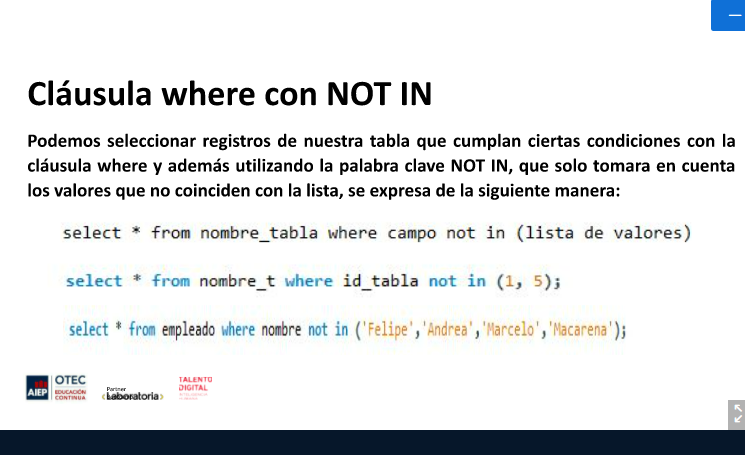 Cláusula where con NOT IN
Podemos seleccionar registros de nuestra tabla que cumplan ciertas condiciones con la
cláusula where y además utilizando la palabra clave NOT IN, que solo tomara en cuenta
los valores que no coinciden con la lista, se expresa de la siguiente manera:
select * from nombre_tabla where campo not in (lista de valores)
select * from nombre_t where id_tabla not in (1, 5);
select * from empleado where nombre not in ('Felipe','Andrea','Marcelo','Macarena');
AIEP
OTEC
EDUCACIÓN
CONTINUA
Partner
‹Laboratoria›
TALENTO
DIGITAL